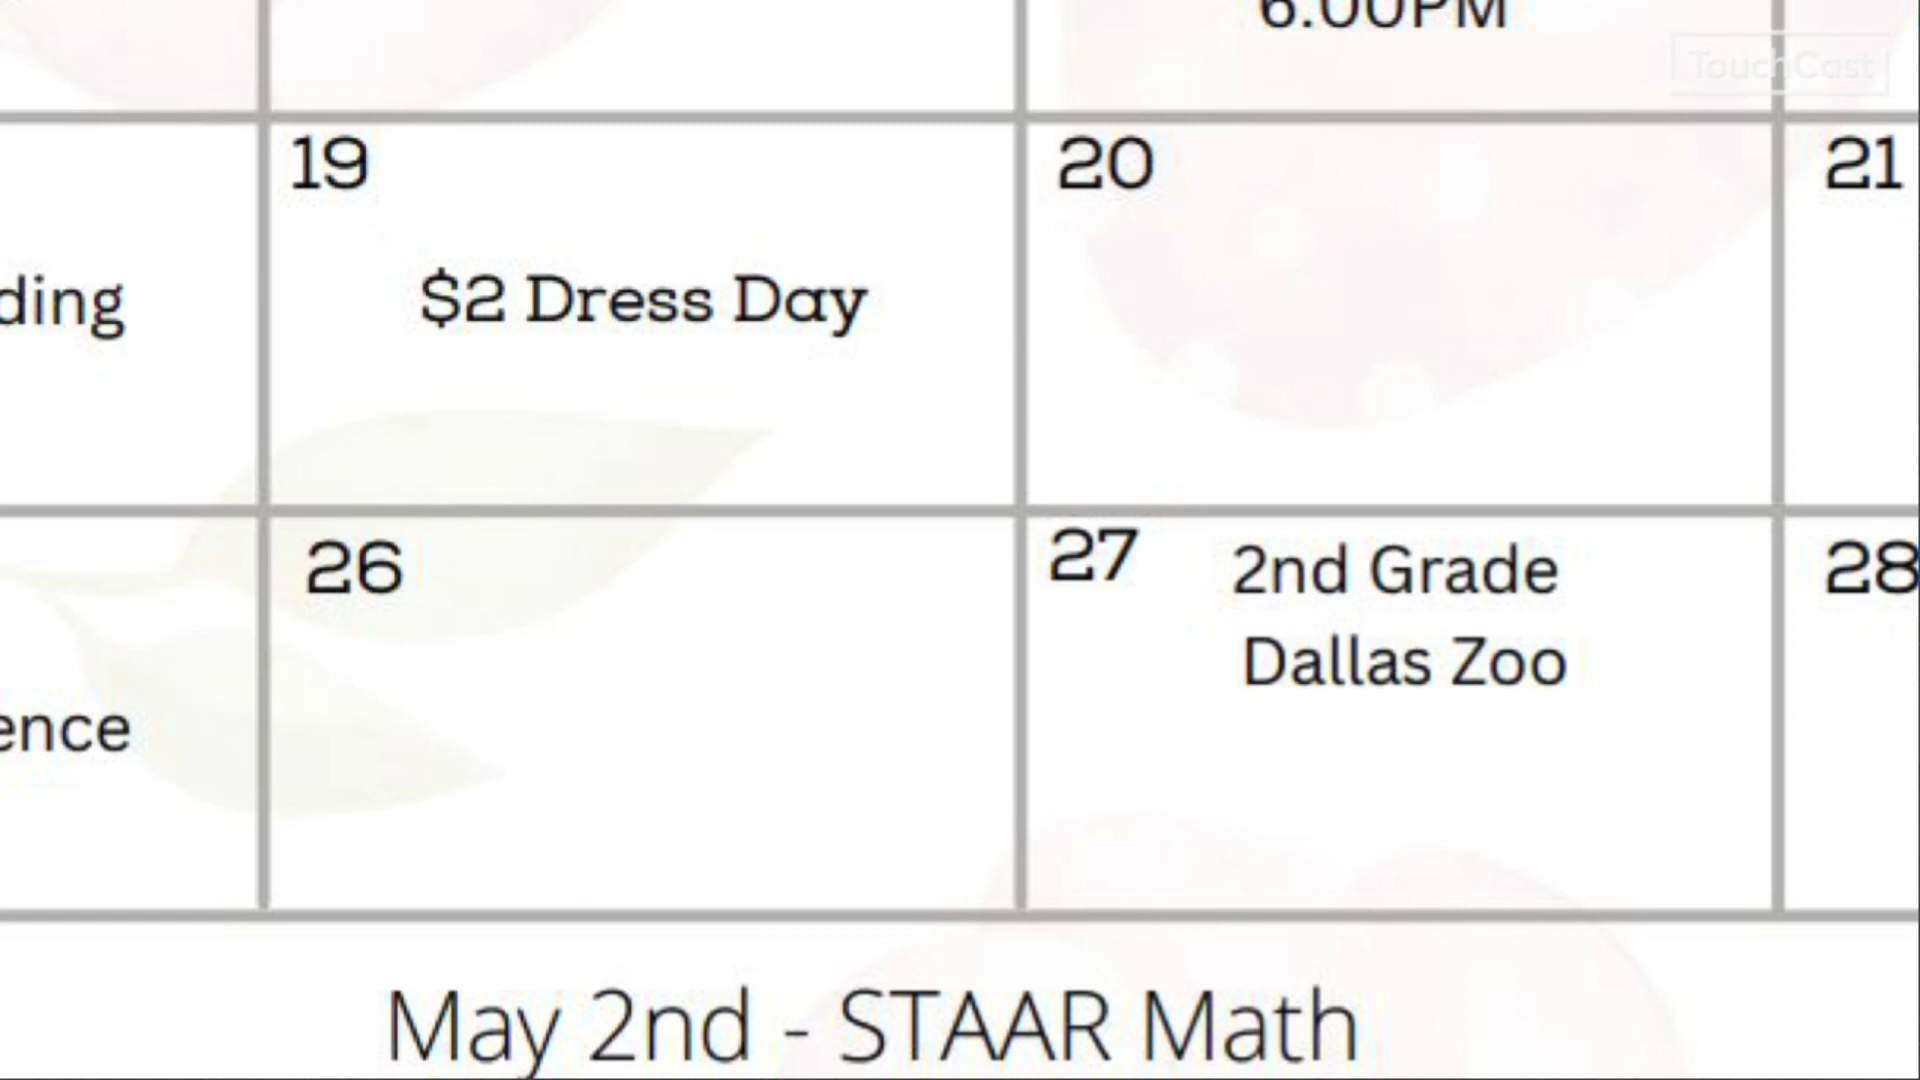 6:00PM
TouchCast
19
20
21
ding
$2 Dress Day
26
27
2nd Grade
28
Dallas Zoo
ence
May 2nd - STAAR Math